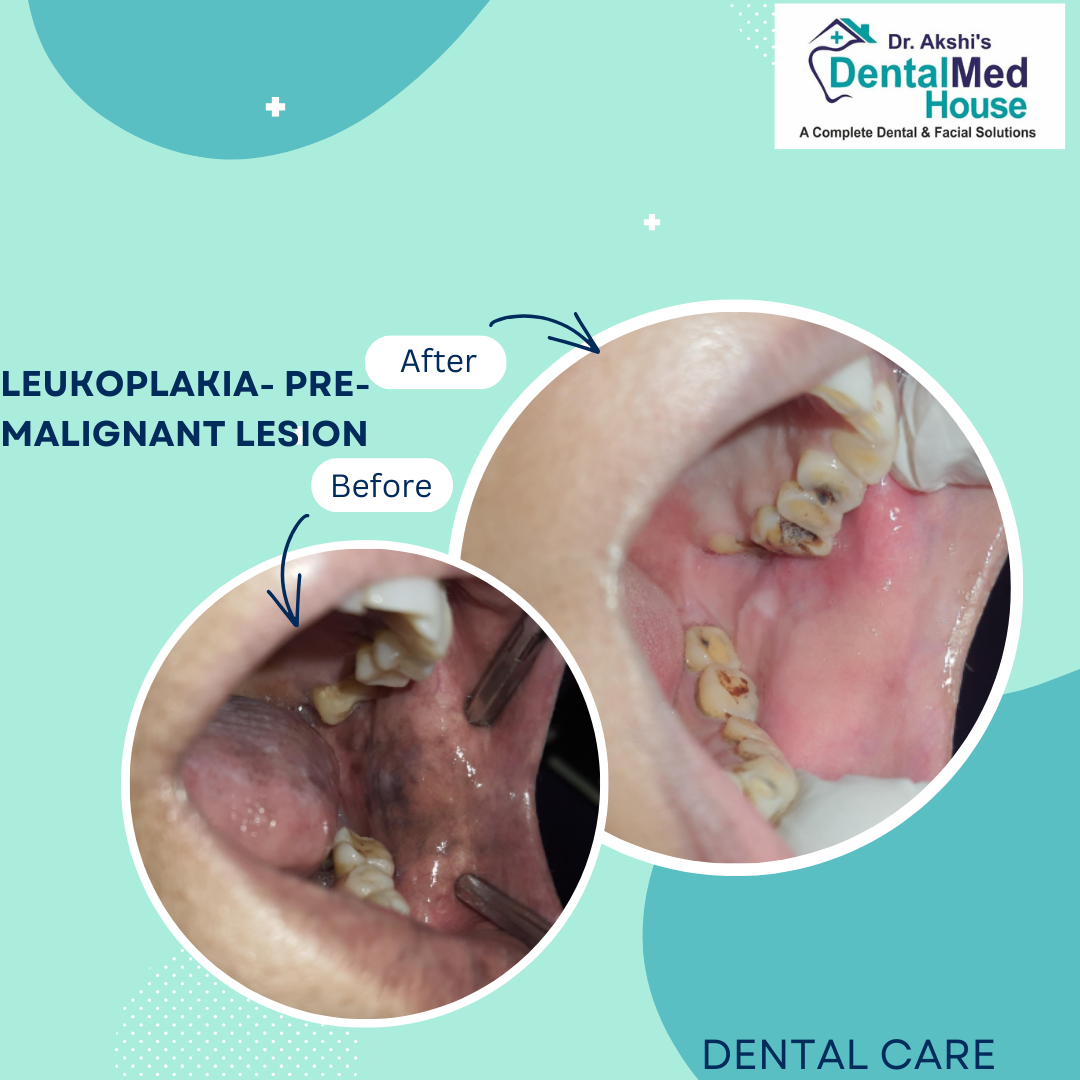 Dr. Akshi's
DentalMed
House
A Complete Dental & Facial Solutions
After
LEUKOPLAKIA- PRE-
MALIGNANT LESION
Before
DENTAL CARE